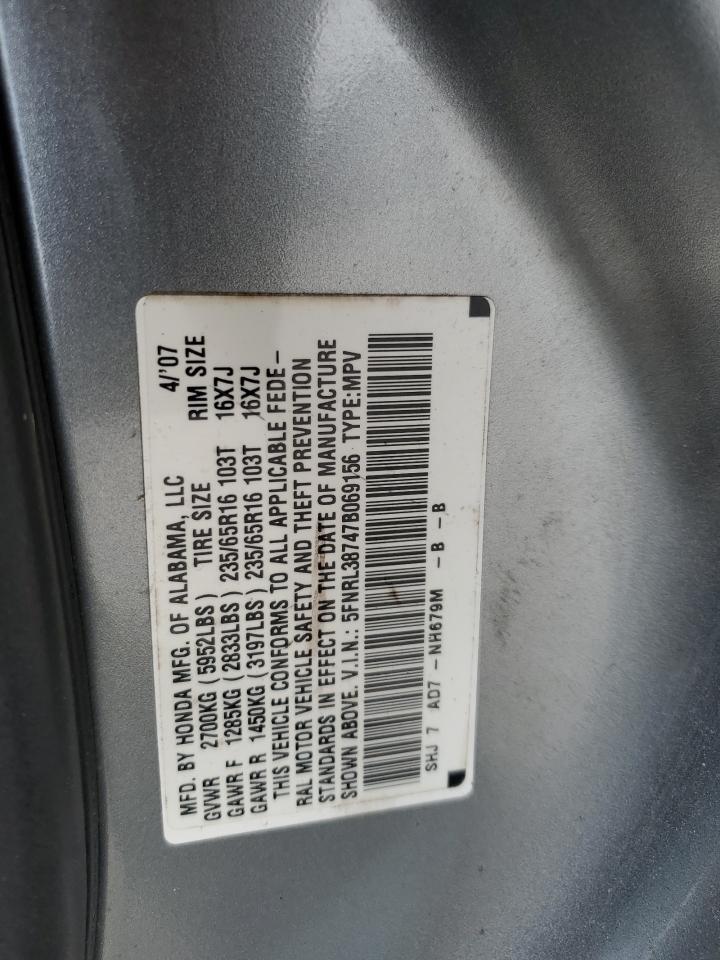 MFD. BY HONDA MFG. OF ALABAMA, LLC 4/'07
GVWR 2700KG (5952LBS) TIRE SIZE RIM SIZE
GAWR F 1285KG (2833LBS) 235/65R16 103T 16X7J
GAWR R 1450KG (3197LBS) 235/65R16 103T 16X7J
THIS VEHICLE CONFORMS TO ALL APPLICABLE FEDE-
RAL MOTOR VEHICLE SAFETY AND THEFT PREVENTION
STANDARDS IN EFFECT ON THE DATE OF MANUFACTURE
SHOWN ABOVE. V.I.N.: 5FNRL38747B069156 TYPE:MPV
SHJ 7 AD7 - NH679M - B - B